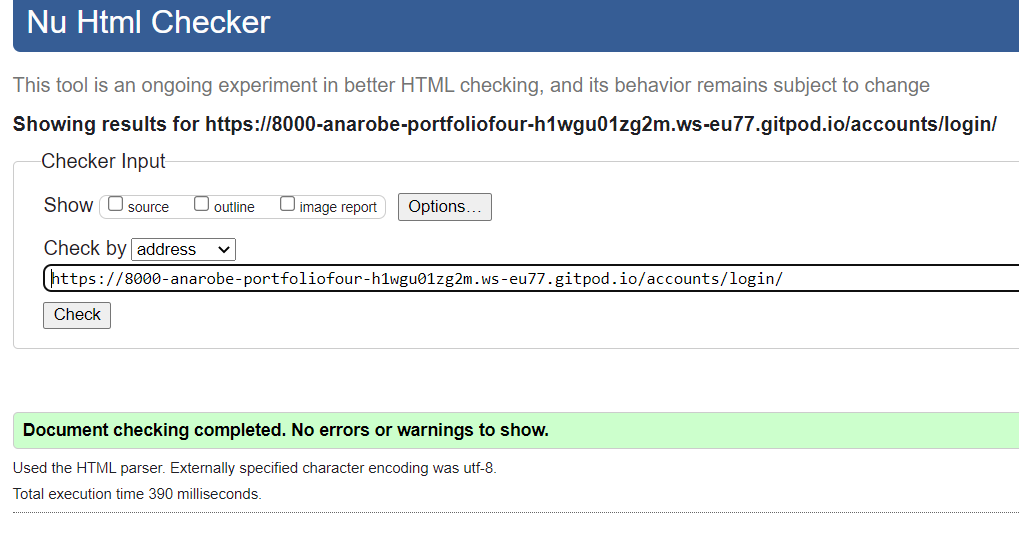 Nu Html Checker
This tool is an ongoing experiment in better HTML checking, and its behavior remains subject to change
Showing results for https://8000-anarobe-portfoliofour-h1wgu01zg2m.ws-eu77.gitpod.io/accounts/login/
Checker Input
Show source outline image report Options...
Check by address
https://8000-anarobe-portfoliofour-h1wgu01zg2m.ws-eu77.gitpod.io/accounts/login/
Check
Document checking completed. No errors or warnings to show.
Used the HTML parser. Externally specified character encoding was utf-8.
Total execution time 390 milliseconds.